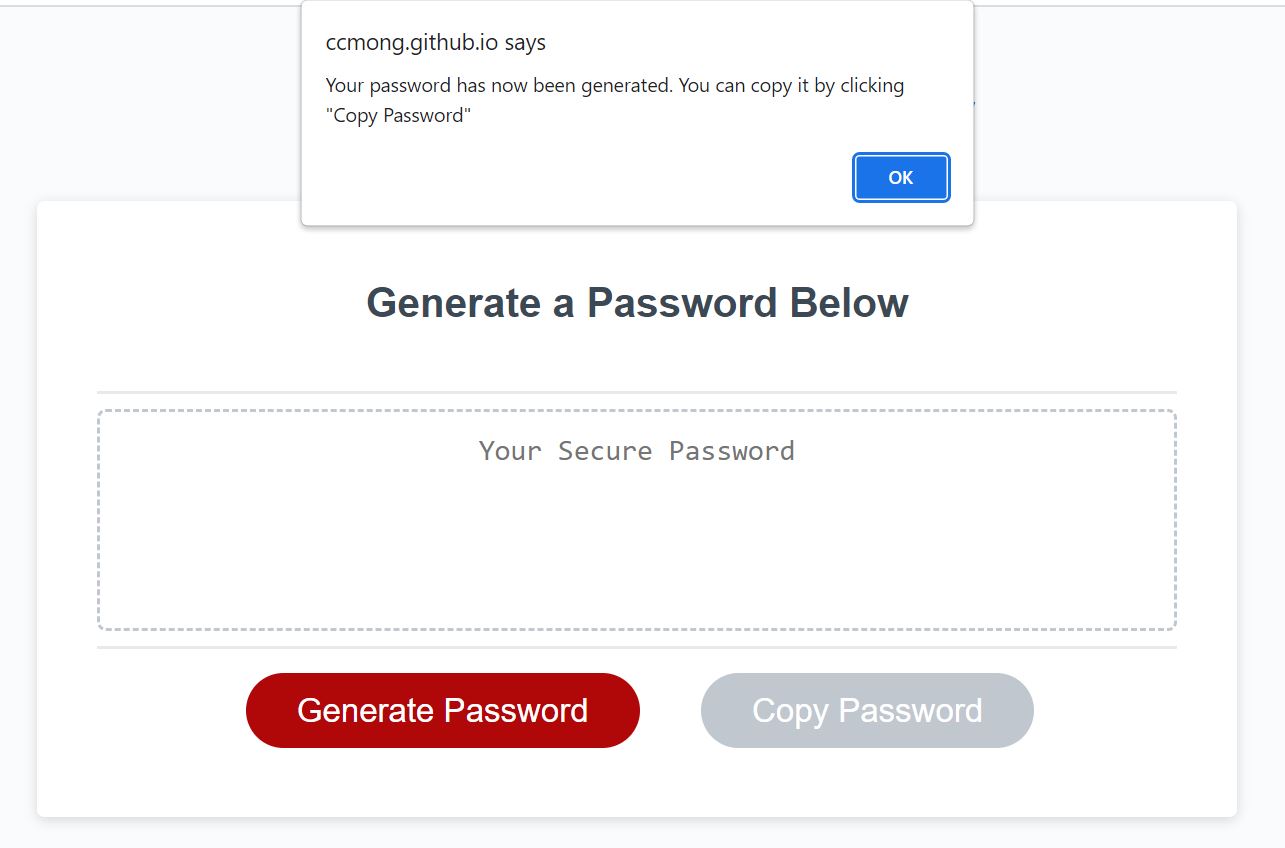 ccmong.github.io says
Your password has now been generated. You can copy it by clicking
"Copy Password"
OK
Generate a Password Below
Your Secure Password
Generate Password
Copy Password